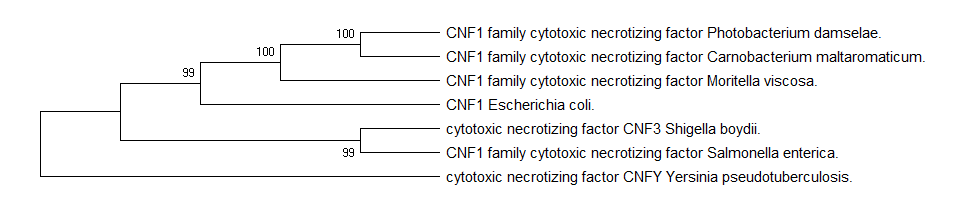 100
CNF1 family cytotoxic necrotizing factor Photobacterium damselae.
100
CNF1 family cytotoxic necrotizing factor Carnobacterium maltaromaticum.
99
CNF1 family cytotoxic necrotizing factor Moritella viscosa.
CNF1 Escherichia coli.
cytotoxic necrotizing factor CNF3 Shigella boydii.
99
CNF1 family cytotoxic necrotizing factor Salmonella enterica.
cytotoxic necrotizing factor CNFY Yersinia pseudotuberculosis.